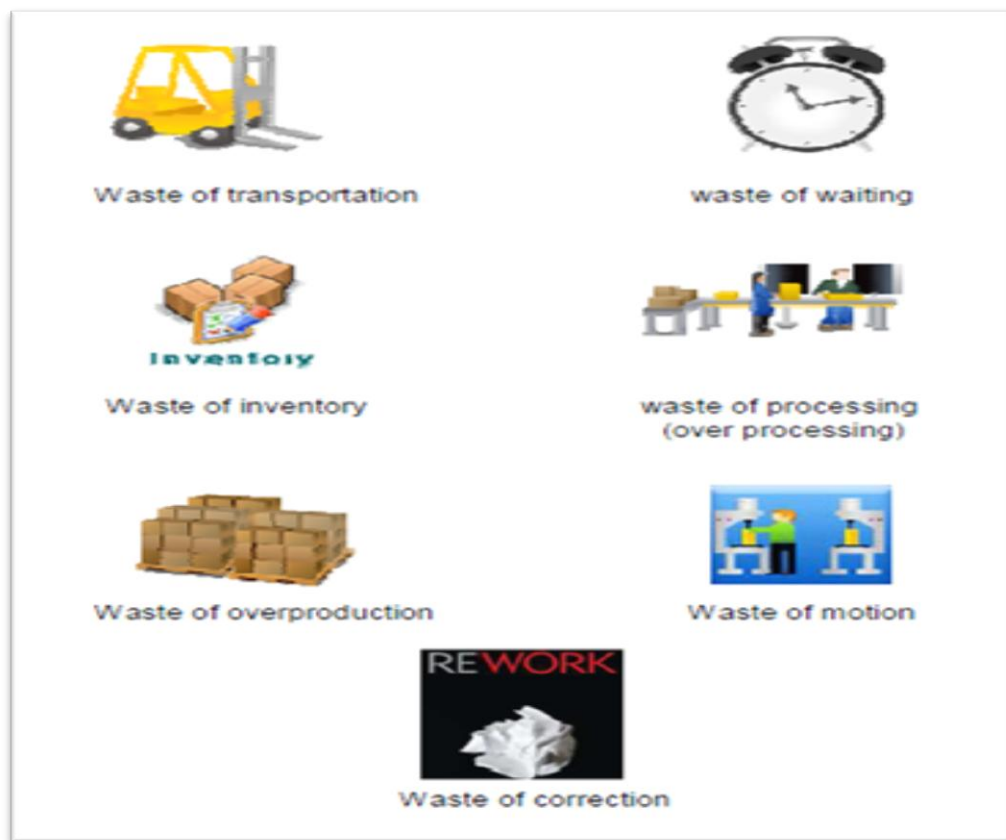 Waste of transportation
waste of waiting
Inventory
Waste of inventory
waste of processing
(over processing)
Waste of overproduction
Waste of motion
REWORK
Waste of correction